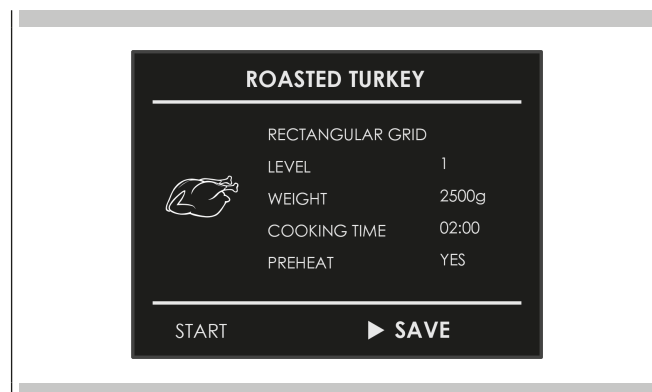 ROASTED TURKEY
RECTANGULAR GRID
LEVEL 1
WEIGHT 2500g
COOKING TIME 02:00
PREHEAT YES
START ▶ SAVE